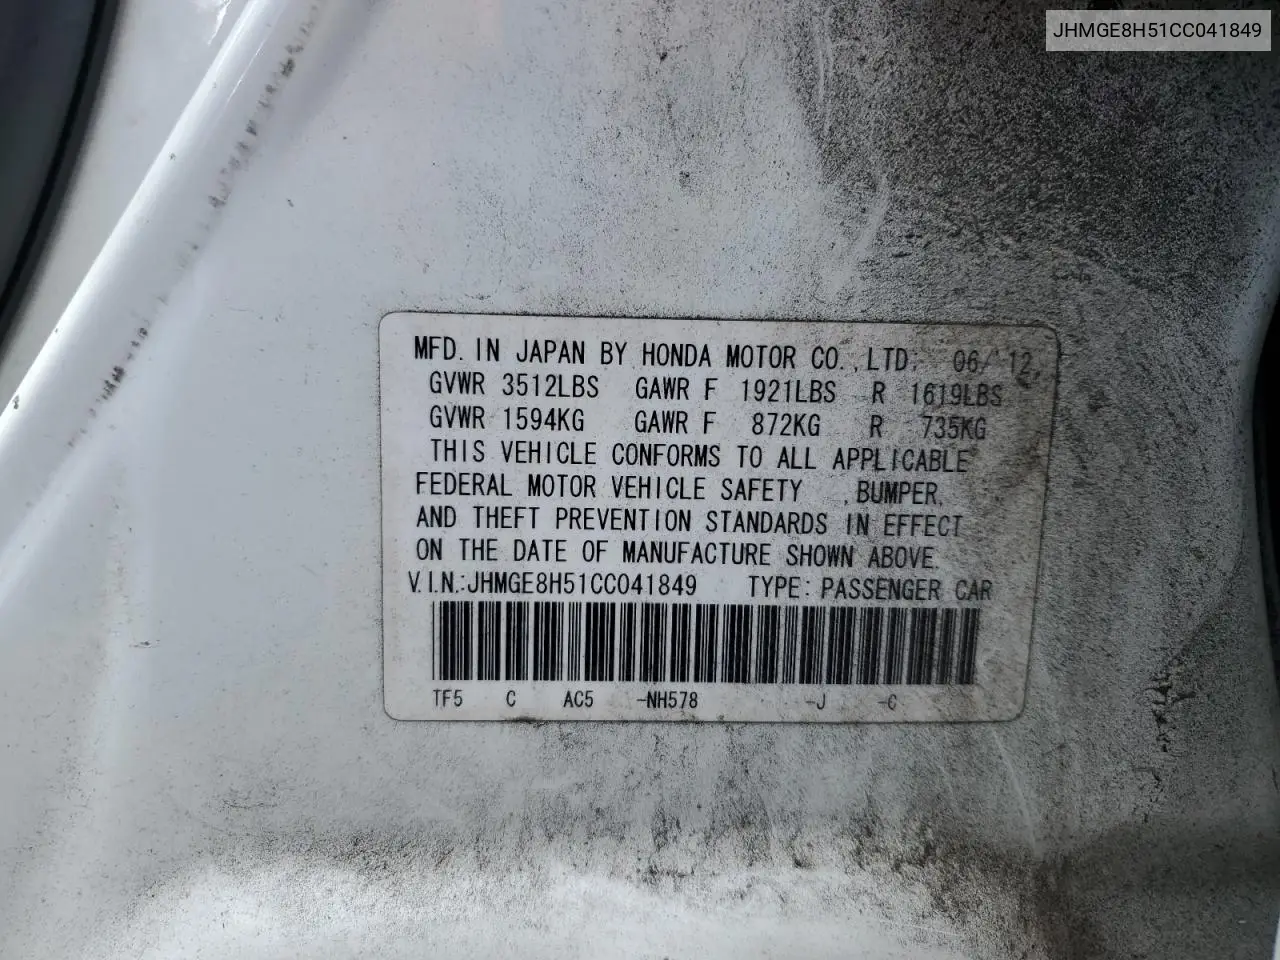 JHMGE8H51CC041849
MFD. IN JAPAN BY HONDA MOTOR CO., LTD. 06/12
GVWR 3512LBS GAWR F 1921LBS R 1619LBS
GVWR 1594KG GAWR F 872KG R 735KG
THIS VEHICLE CONFORMS TO ALL APPLICABLE
FEDERAL MOTOR VEHICLE SAFETY , BUMPER,
AND THEFT PREVENTION STANDARDS IN EFFECT
ON THE DATE OF MANUFACTURE SHOWN ABOVE.
V.I.N.:JHMGE8H51CC041849 TYPE: PASSENGER CAR
TF5 C AC5 -NH578 -J -C